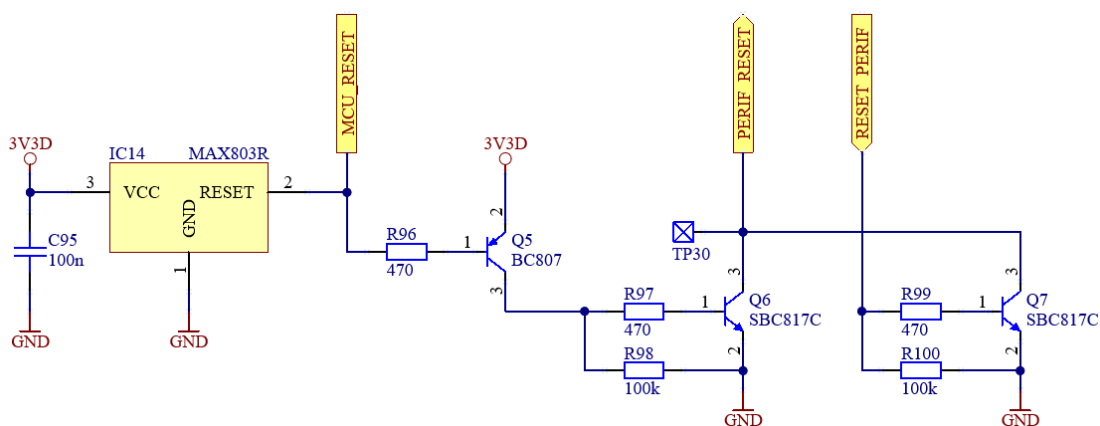 MCU_RESET
PERIF_RESET
RESET_PERIF
3V3D
IC14
MAX803R
3V3D
3
VCC
RESET
2
GND
1
C95
100n
GND
GND
R96
470
1
2
Q5
BC807
3
TP30
R97
470
1
3
Q6
SBC817C
2
R98
100k
GND
R99
470
1
3
Q7
SBC817C
2
R100
100k
GND